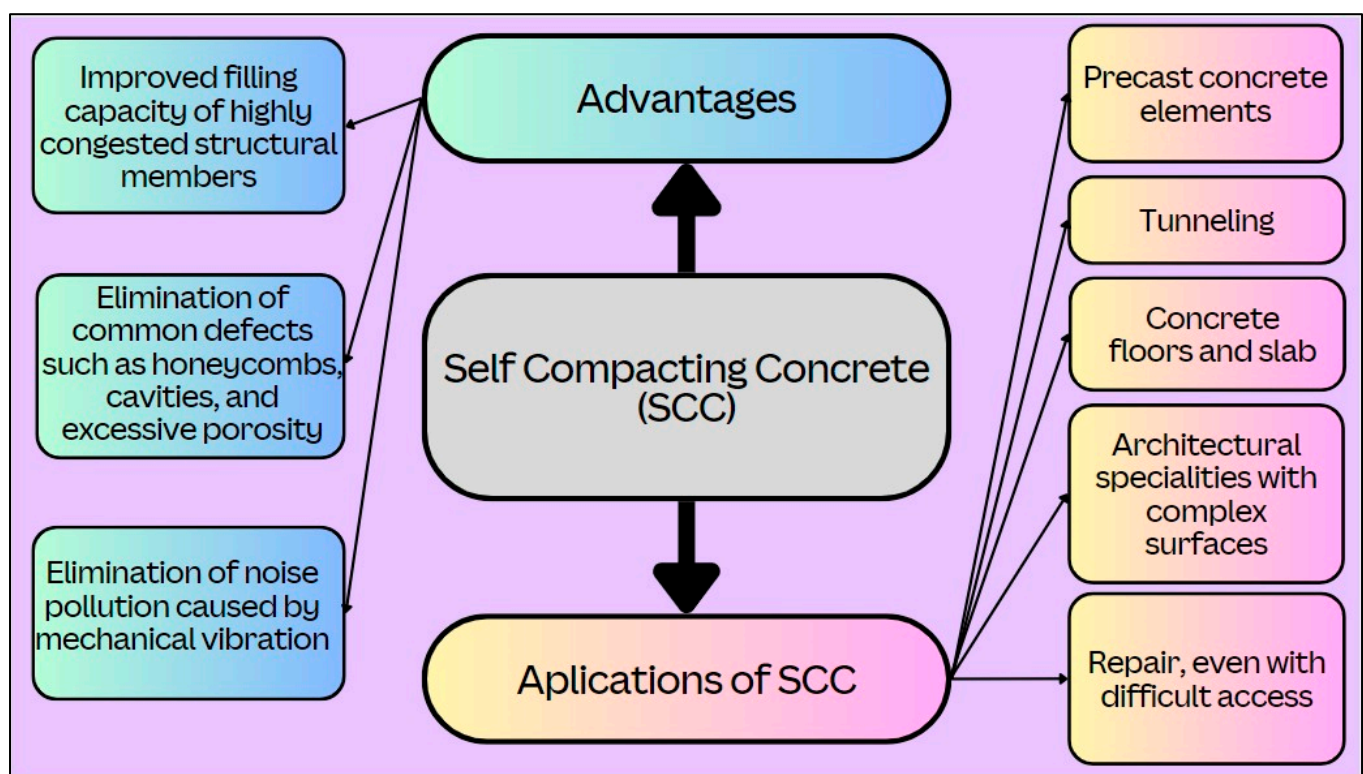 Improved filling
capacity of highly
congested structural
members
Elimination of
common defects
such as honeycombs,
cavities, and
excessive porosity
Elimination of noise
pollution caused by
mechanical vibration
Advantages
Self Compacting Concrete
(SCC)
Aplications of SCC
Precast concrete
elements
Tunneling
Concrete
floors and slab
Architectural
specialities with
complex
surfaces
Repair, even with
difficult access